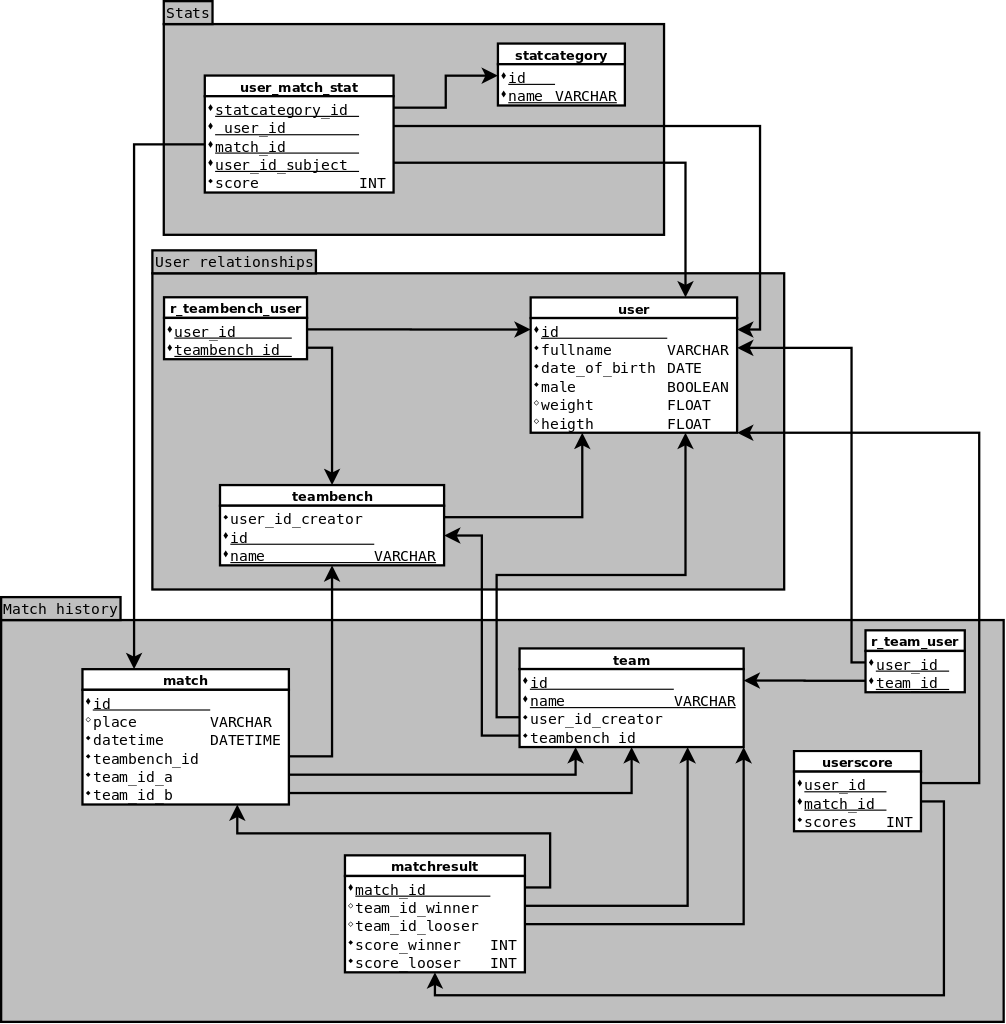 Stats
statcategory
id
name VARCHAR
user_match_stat
statcategory_id
user_id
match_id
user_id_subject
score INT
User relationships
r_teambench_user
user_id
teambench_id
user
id
fullname VARCHAR
date_of_birth DATE
male BOOLEAN
weight FLOAT
heigth FLOAT
teambench
user_id_creator
id
name VARCHAR
Match history
match
id
place VARCHAR
datetime DATETIME
teambench_id
team_id_a
team_id_b
team
id
name VARCHAR
user_id_creator
teambench_id
r_team_user
user_id
team_id
userscore
user_id
match_id
scores INT
matchresult
match_id
team_id_winner
team_id_looser
score_winner INT
score_looser INT